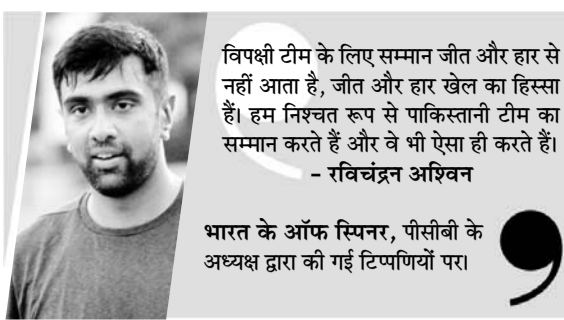 विपक्षी टीम के लिए सम्मान जीत और हार से
नहीं आता है, जीत और हार खेल का हिस्सा
हैं। हम निश्चत रूप से पाकिस्तानी टीम का
सम्मान करते हैं और वे भी ऐसा ही करते हैं।
– रविचंद्रन अश्विन
भारत के ऑफ स्पिनर, पीसीबी के
अध्यक्ष द्वारा की गई टिप्पणियों पर।